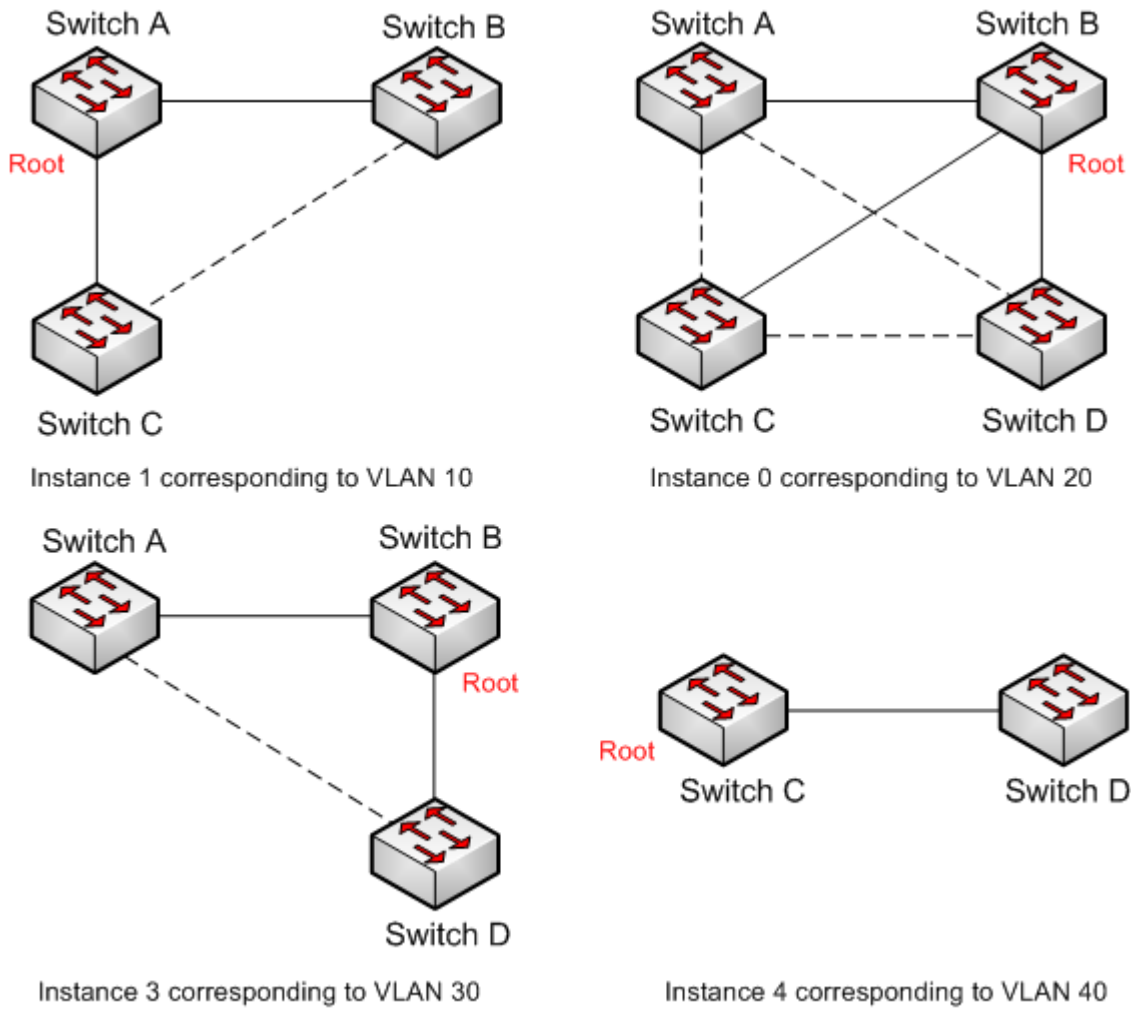 Switch A
Switch B
Root
Switch C
Instance 1 corresponding to VLAN 10
Switch A
Switch B
Root
Switch C
Switch D
Instance 0 corresponding to VLAN 20
Switch A
Switch B
Root
Switch D
Instance 3 corresponding to VLAN 30
Root
Switch C
Switch D
Instance 4 corresponding to VLAN 40